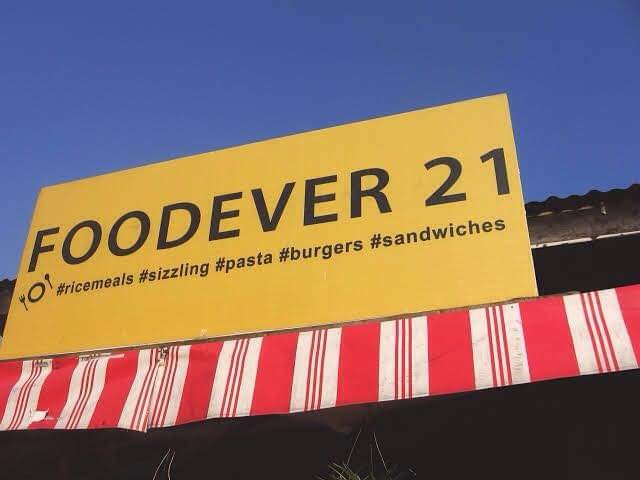 FOODEVER 21
#ricemeals #sizzling #pasta #burgers #sandwiches